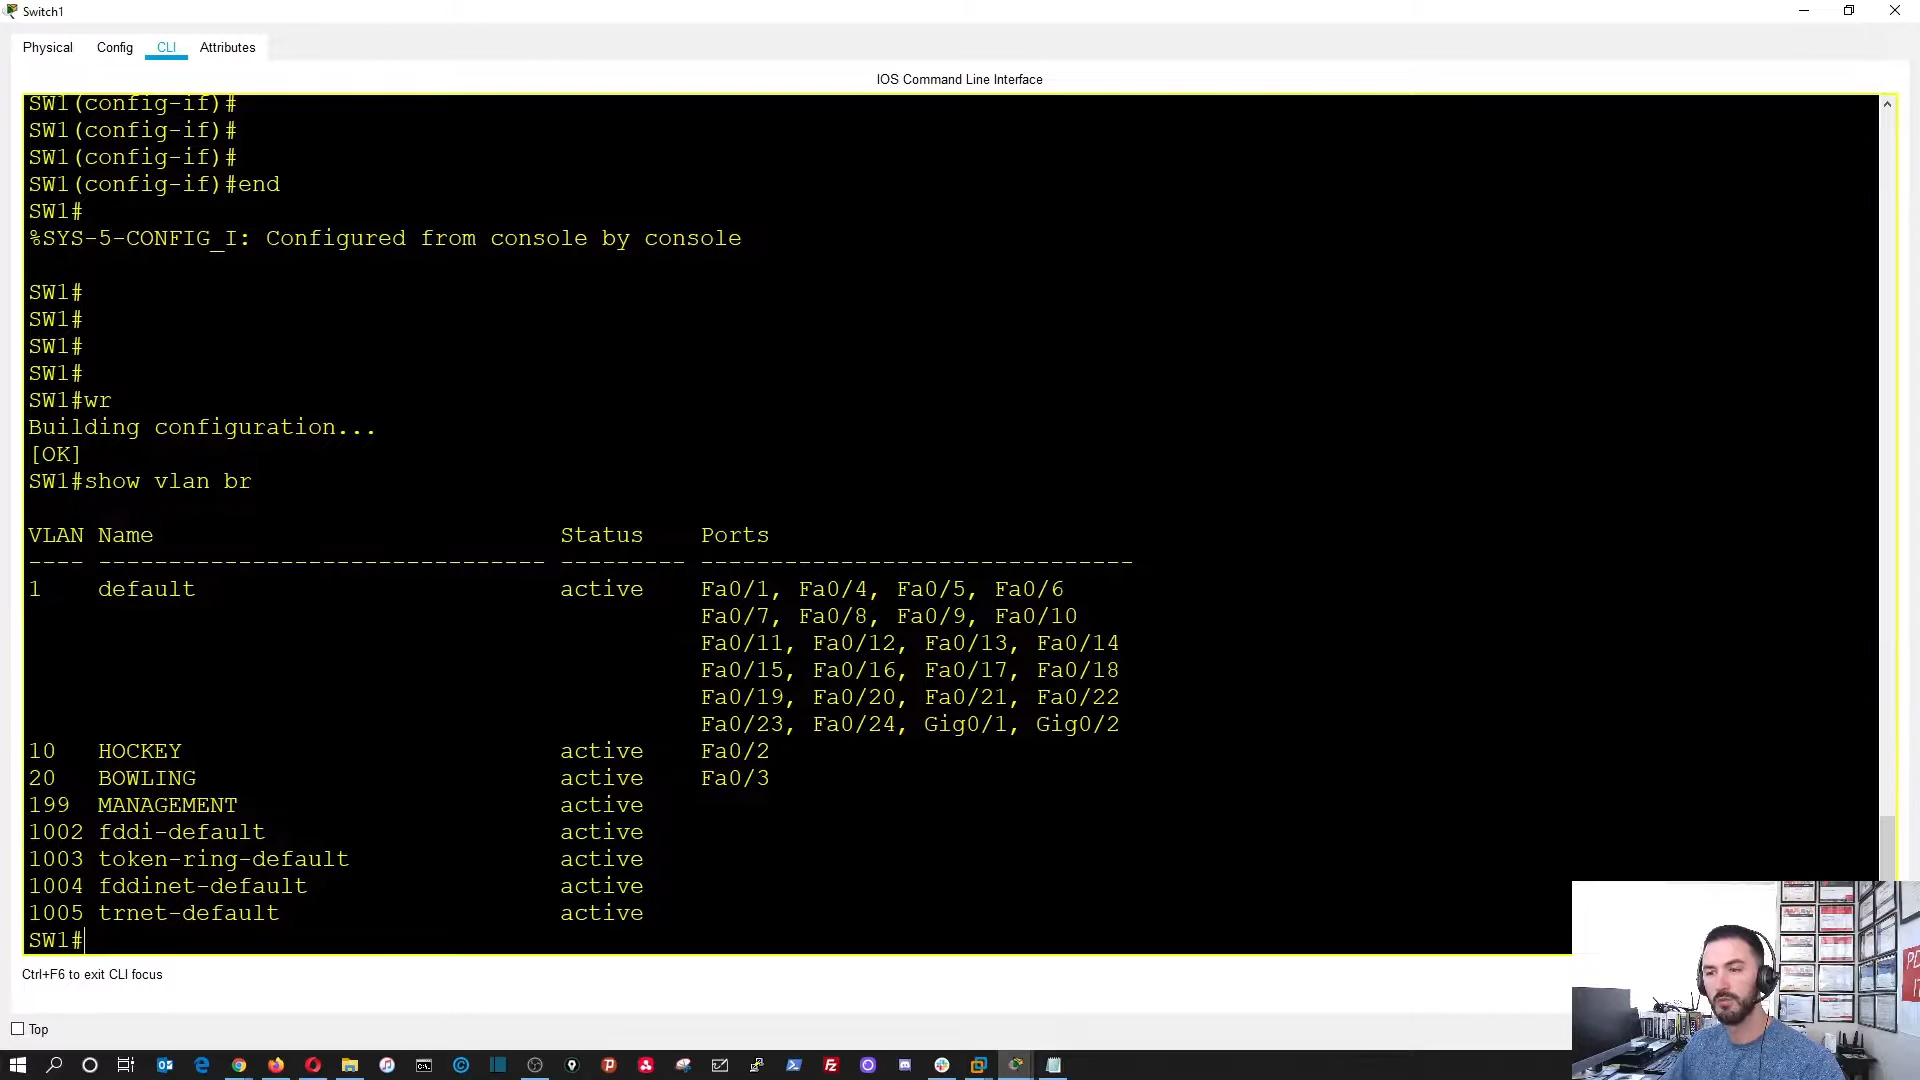 Switch1
Physical Config CLI Attributes
IOS Command Line Interface
SW1(config-if)#
SW1(config-if)#
SW1(config-if)#
SW1(config-if)#end
SW1#
%SYS-5-CONFIG_I: Configured from console by console
SW1#
SW1#
SW1#
SW1#
SW1#wr
Building configuration...
[OK]
SW1#show vlan br
VLAN Name Status Ports
---- -------------------------------- --------- -------------------------------
1 default active Fa0/1, Fa0/4, Fa0/5, Fa0/6
Fa0/7, Fa0/8, Fa0/9, Fa0/10
Fa0/11, Fa0/12, Fa0/13, Fa0/14
Fa0/15, Fa0/16, Fa0/17, Fa0/18
Fa0/19, Fa0/20, Fa0/21, Fa0/22
Fa0/23, Fa0/24, Gig0/1, Gig0/2
10 HOCKEY active Fa0/2
20 BOWLING active Fa0/3
199 MANAGEMENT active
1002 fddi-default active
1003 token-ring-default active
1004 fddinet-default active
1005 trnet-default active
SW1#
Ctrl+F6 to exit CLI focus
Top